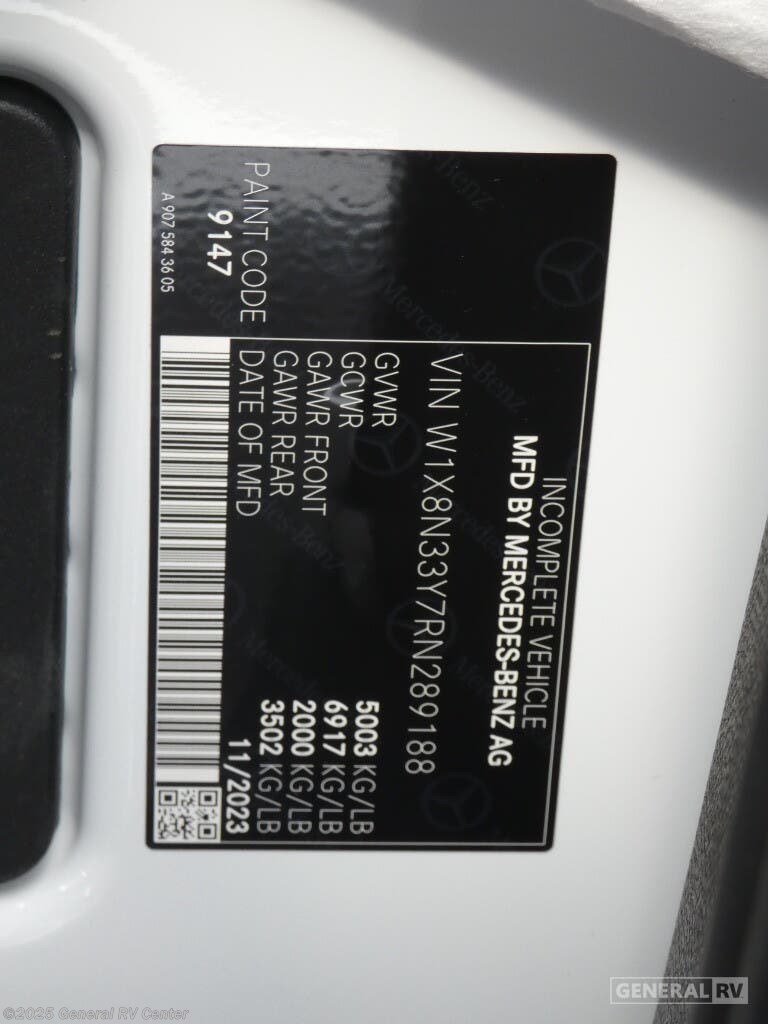 INCOMPLETE VEHICLE
MFD BY MERCEDES-BENZ AG
VIN W1X8N33Y7RN289188
GVWR 5003 KG/LB
GCWR 6917 KG/LB
GAWR FRONT 2000 KG/LB
GAWR REAR 3502 KG/LB
DATE OF MFD 11/2023
PAINT CODE
9147
A 907 584 36 05
Mercedes-Benz
©2025 General RV Center
GENERAL RV